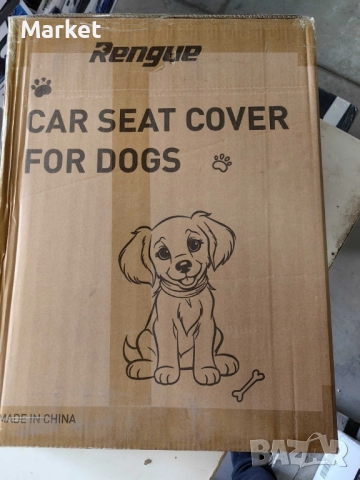 Market
Rengue
CAR SEAT COVER
FOR DOGS
MADE IN CHINA
BAZAR